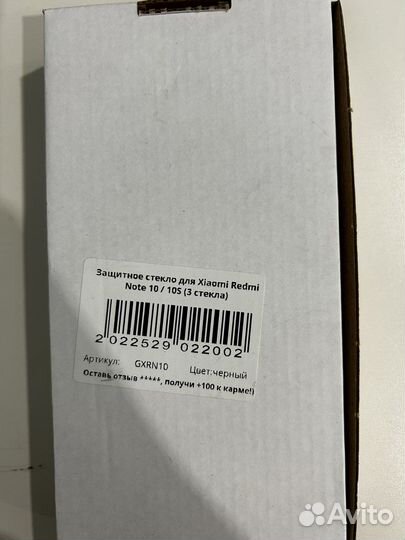 Защитное стекло для Xiaomi Redmi
Note 10 / 10S (3 стекла)
2 022529 022002
Артикул: GXRN10 Цвет:черный
Оставь отзыв *****, получи +100 к карме!)
Avito